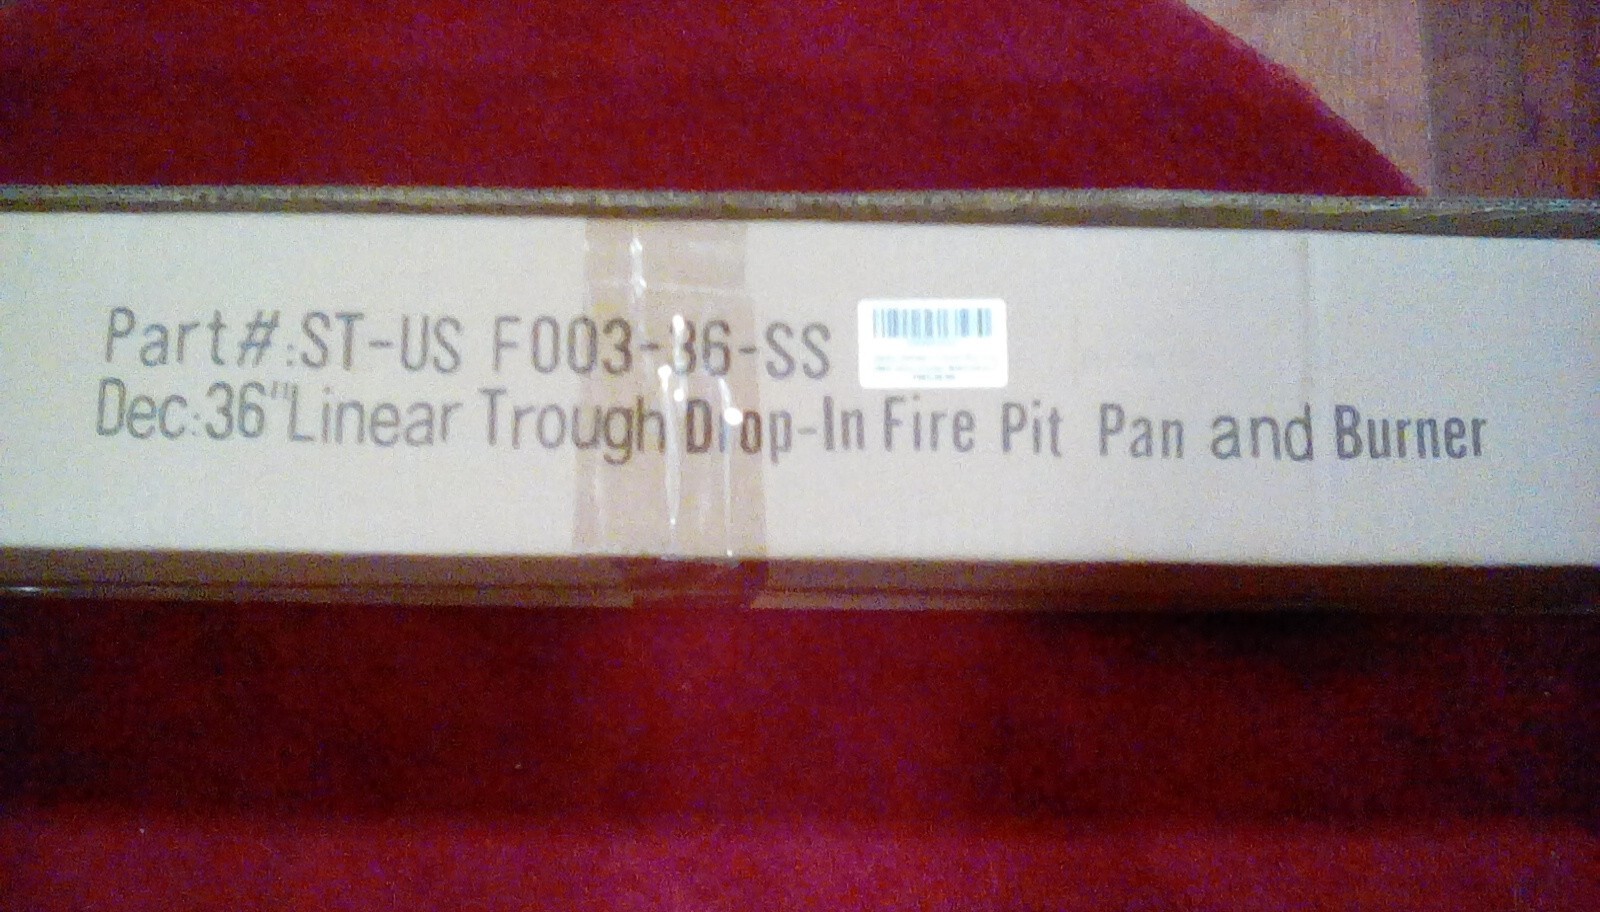 Part#:ST-US F003-36-SS
Dec:36"Linear Trough Drop-In Fire Pit Pan and Burner